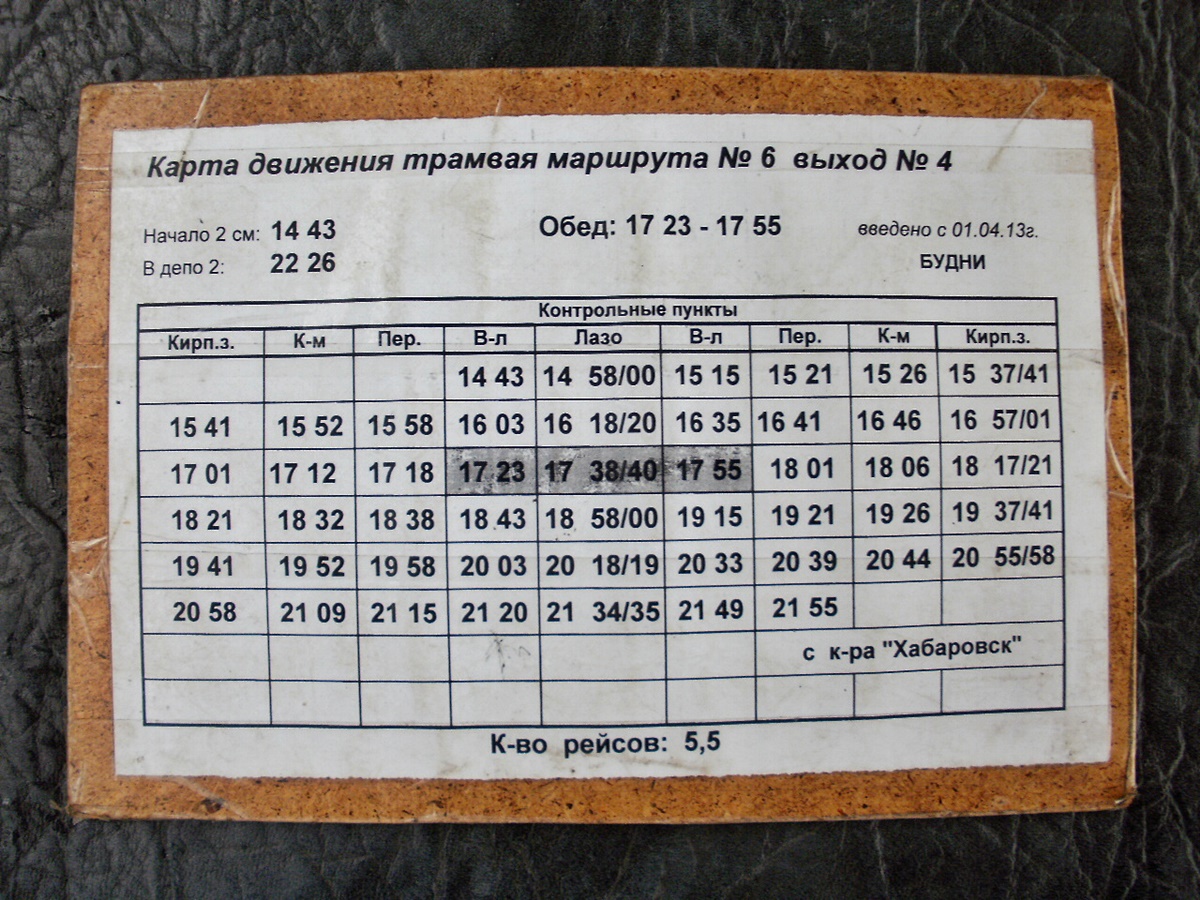 Карта движения трамвая маршрута № 6 выход № 4
Начало 2 см: 14 43 Обед: 17 23 - 17 55 введено с 01.04.13г.
В депо 2: 22 26 БУДНИ
Контрольные пункты
Кирп.з. К-м Пер. В-л Лазо В-л Пер. К-м Кирп.з.
14 43 14 58/00 15 15 15 21 15 26 15 37/41
15 41 15 52 15 58 16 03 16 18/20 16 35 16 41 16 46 16 57/01
17 01 17 12 17 18 17 23 17 38/40 17 55 18 01 18 06 18 17/21
18 21 18 32 18 38 18 43 18 58/00 19 15 19 21 19 26 19 37/41
19 41 19 52 19 58 20 03 20 18/19 20 33 20 39 20 44 20 55/58
20 58 21 09 21 15 21 20 21 34/35 21 49 21 55
с к-ра "Хабаровск"
К-во рейсов: 5,5